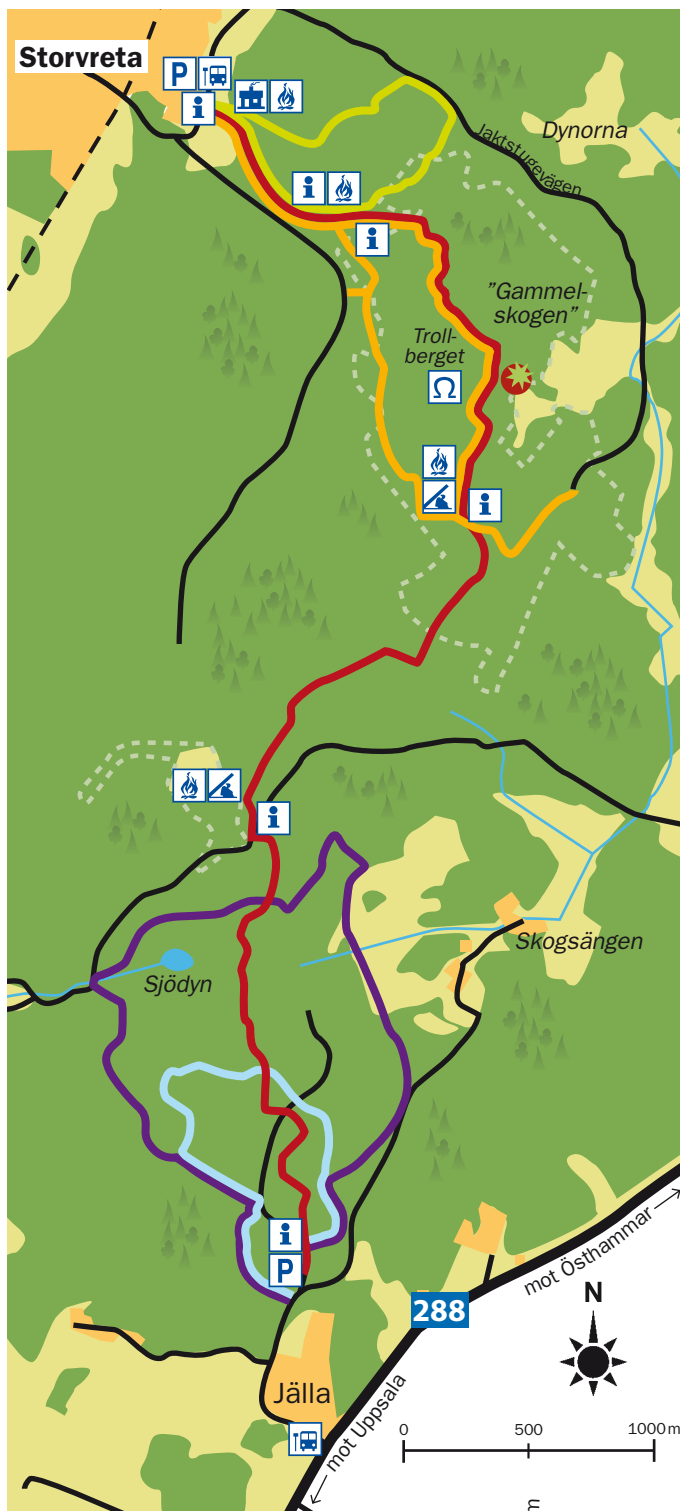 Storvreta
P
i
Jaktstugevägen
Dynorna
i
i
"Gammel-
skogen"
Troll-
berget
Ω
i
i
Skogsängen
Sjödyn
i
P
mot Östhammar
288
N
Jälla
mot Uppsala
0 500 1000 m
m